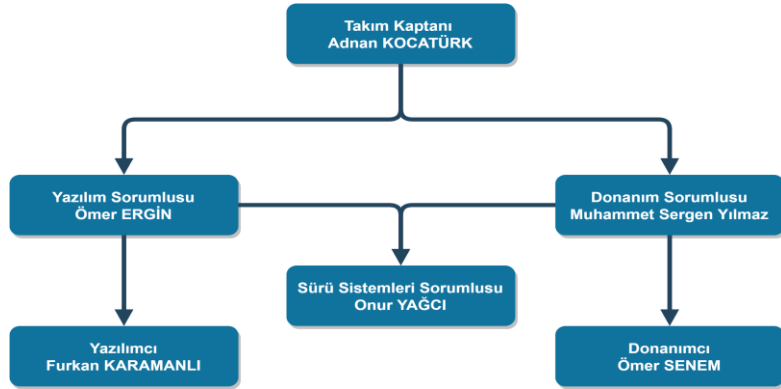 Takım Kaptanı
Adnan KOCATÜRK
Yazılım Sorumlusu
Ömer ERGİN
Donanım Sorumlusu
Muhammet Sergen Yılmaz
Sürü Sistemleri Sorumlusu
Onur YAĞCI
Yazılımcı
Furkan KARAMANLI
Donanımcı
Ömer SENEM